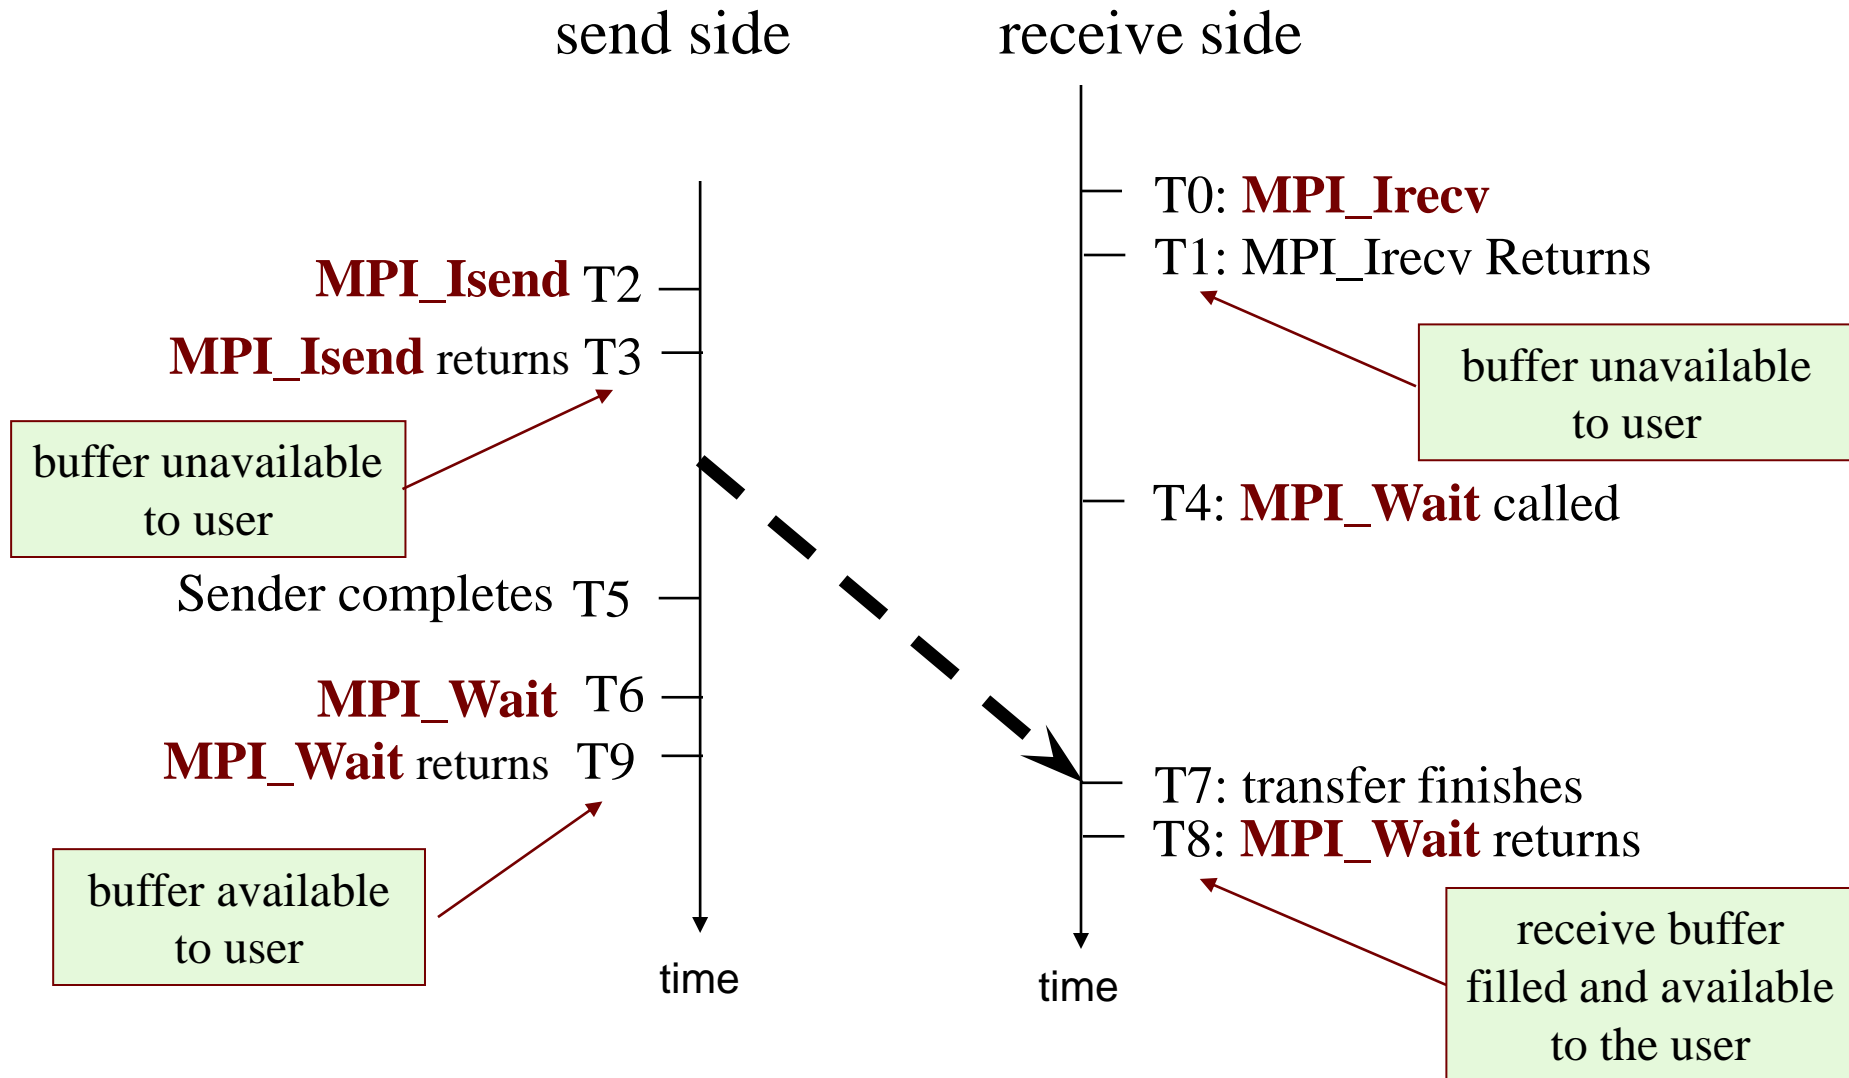 send side
receive side
T0: MPI_Irecv
T1: MPI_Irecv Returns
MPI_Isend T2
MPI_Isend returns T3
buffer unavailable
to user
buffer unavailable
to user
T4: MPI_Wait called
Sender completes T5
MPI_Wait T6
MPI_Wait returns T9
T7: transfer finishes
T8: MPI_Wait returns
buffer available
to user
receive buffer
filled and available
to the user
time
time